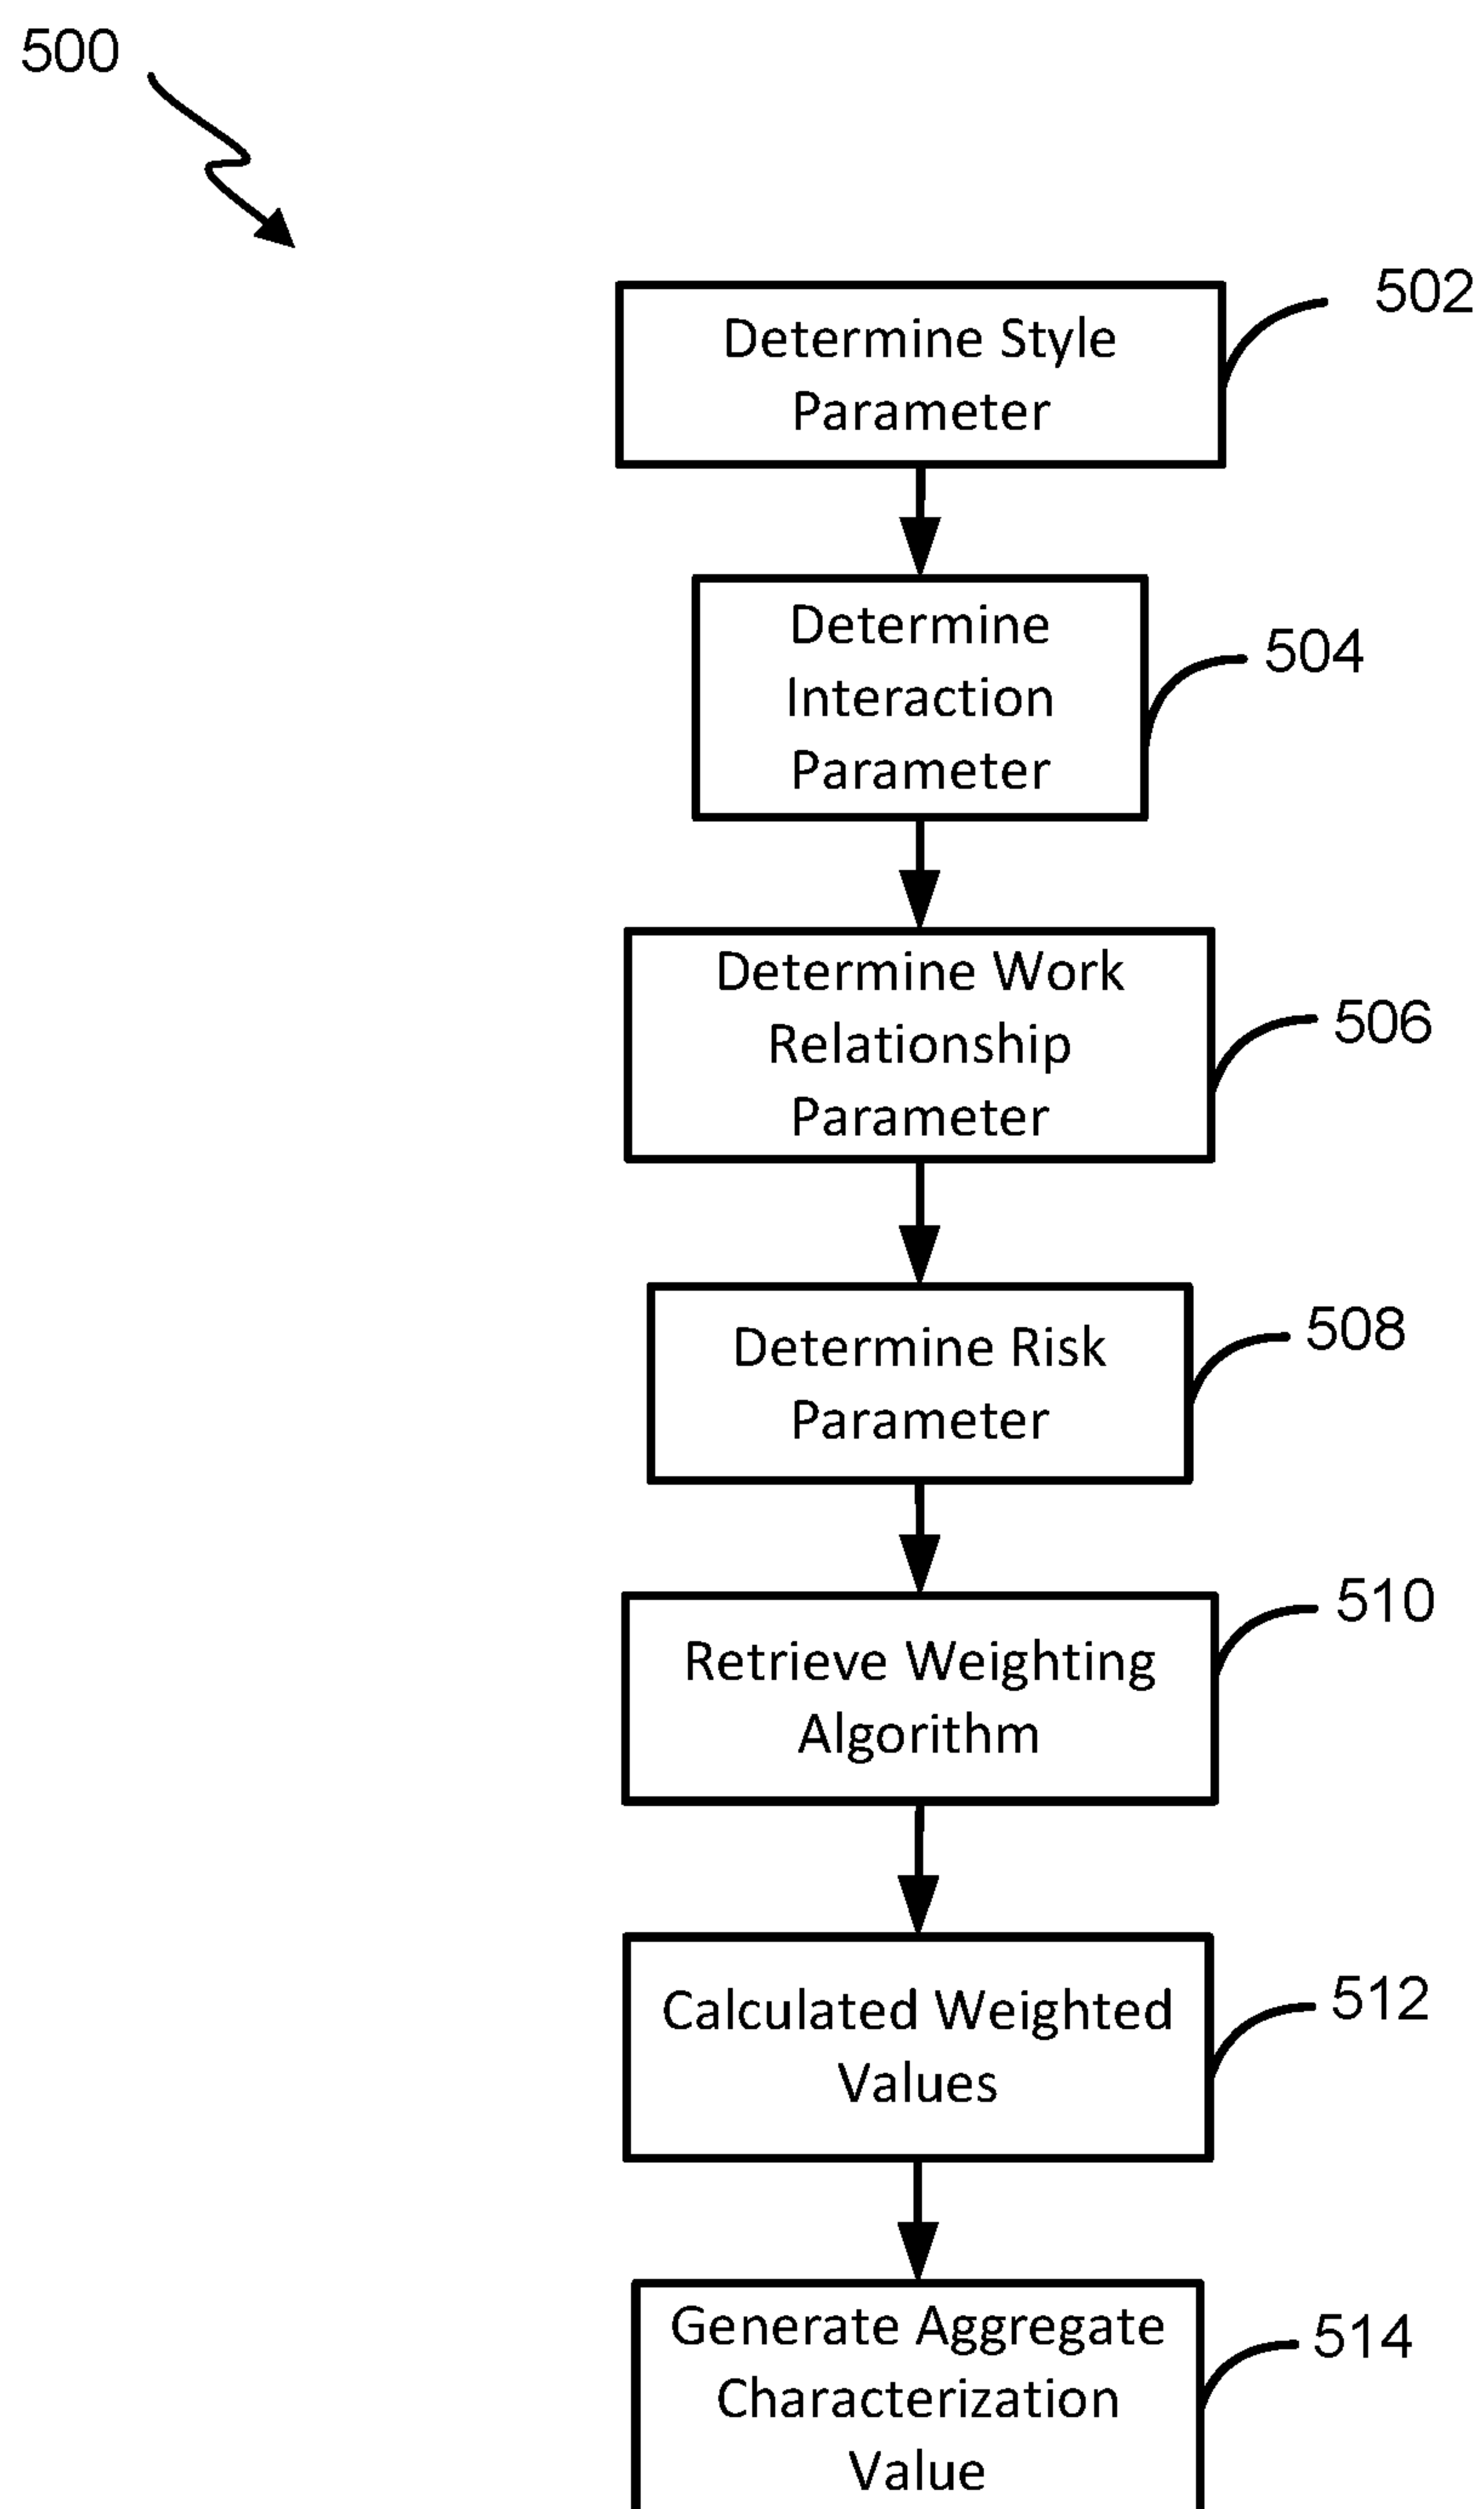 500
502
Determine Style
Parameter
Determine
Interaction
Parameter
504
Determine Work
Relationship
Parameter
506
Determine Risk
Parameter
508
Retrieve Weighting
Algorithm
510
Calculated Weighted
Values
512
Generate Aggregate
Characterization
Value
514